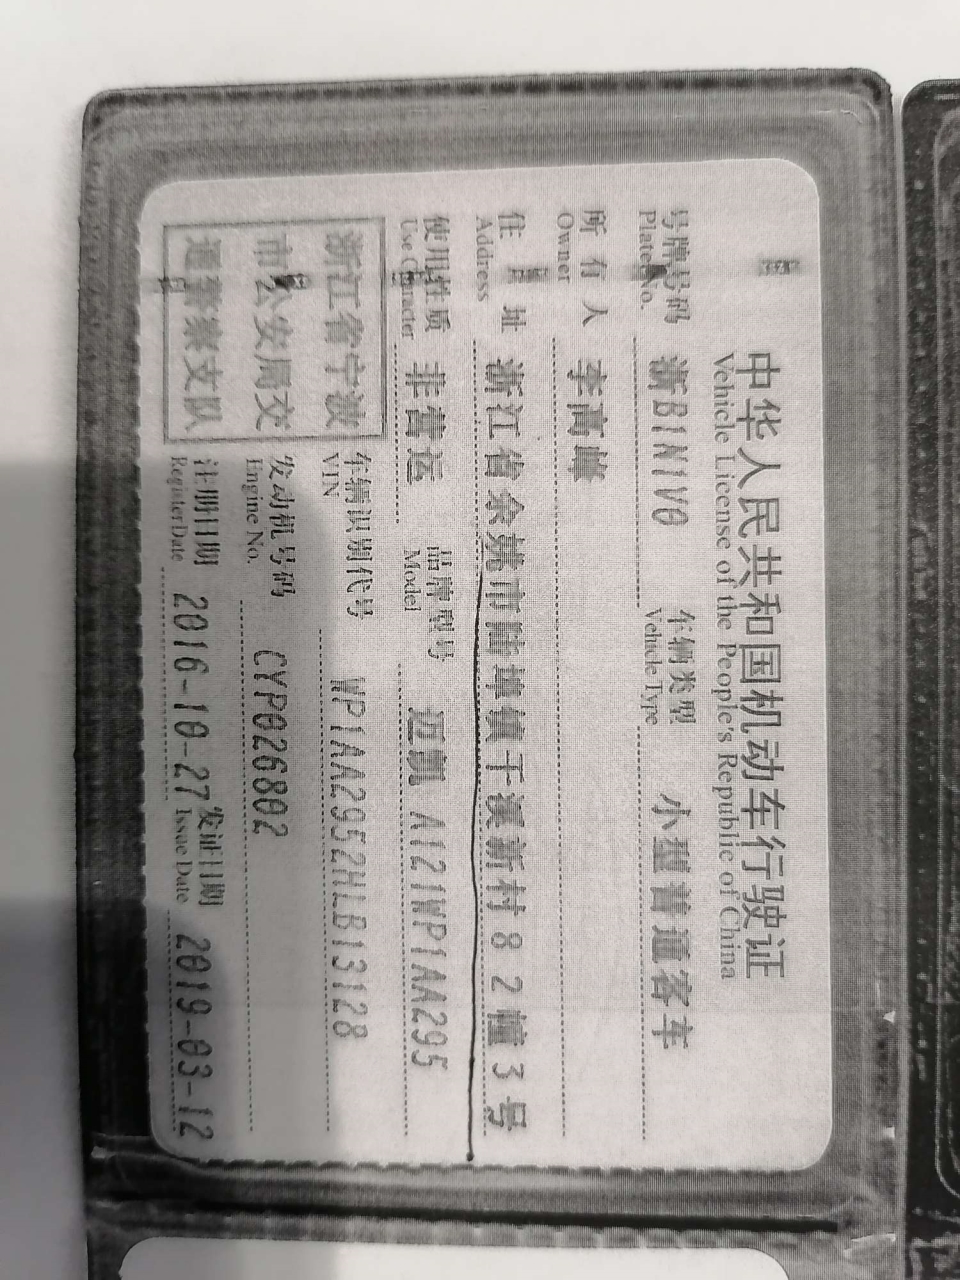 中华人民共和国机动车行驶证
Vehicle License of the People's Republic of China
号牌号码 浙B1N1V0 车辆类型 小型普通客车
Plate No. Vehicle Type
所有人 李高峰
Owner
住址 浙江省余姚市陆埠镇干溪新村82幢3号
Address
使用性质 非营运 品牌型号 迈凯 A121WP1AA295
Use Character Model
浙江省宁波
市公安局交
通警察支队
车辆识别代号 WP1AA2952HLB13128
VIN
发动机号码 CYP026802
Engine No.
注册日期 2016-10-27 发证日期 2019-03-12
Register Date Issue Date